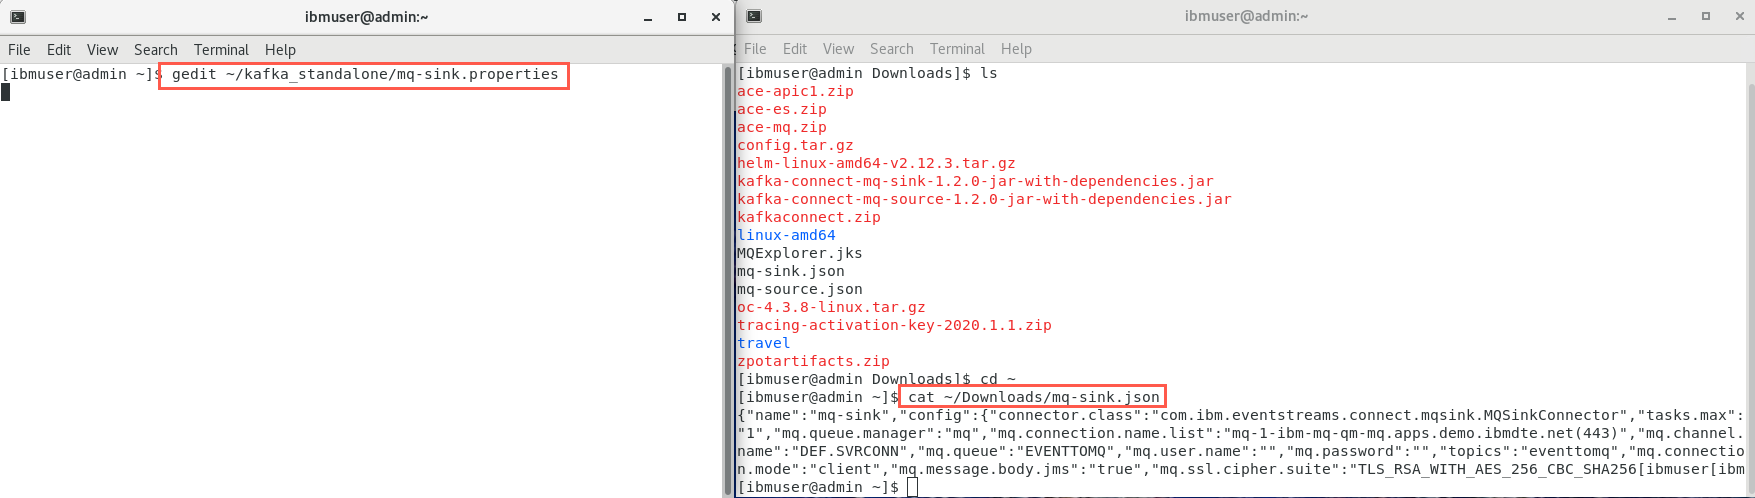 ibmuser@admin:~
File Edit View Search Terminal Help
[ibmuser@admin ~]$ gedit ~/kafka_standalone/mq-sink.properties
ibmuser@admin:~
File Edit View Search Terminal Help
[ibmuser@admin Downloads]$ ls
ace-apic1.zip
ace-es.zip
ace-mq.zip
config.tar.gz
helm-linux-amd64-v2.12.3.tar.gz
kafka-connect-mq-sink-1.2.0-jar-with-dependencies.jar
kafka-connect-mq-source-1.2.0-jar-with-dependencies.jar
kafkaconnect.zip
linux-amd64
MQExplorer.jks
mq-sink.json
mq-source.json
oc-4.3.8-linux.tar.gz
tracing-activation-key-2020.1.1.zip
travel
zpotartifacts.zip
[ibmuser@admin Downloads]$ cd ~
[ibmuser@admin ~]$ cat ~/Downloads/mq-sink.json
{"name":"mq-sink","config":{"connector.class":"com.ibm.eventstreams.connect.mqsink.MQSinkConnector","tasks.max":
"1","mq.queue.manager":"mq","mq.connection.name.list":"mq-1-ibm-mq-qm-mq.apps.demo.ibmdte.net(443)","mq.channel.
name":"DEF.SVRCONN","mq.queue":"EVENTTOMQ","mq.user.name":"","mq.password":"","topics":"eventtomq","mq.connectio
n.mode":"client","mq.message.body.jms":"true","mq.ssl.cipher.suite":"TLS_RSA_WITH_AES_256_CBC_SHA256[ibmuser[ibm
[ibmuser@admin ~]$